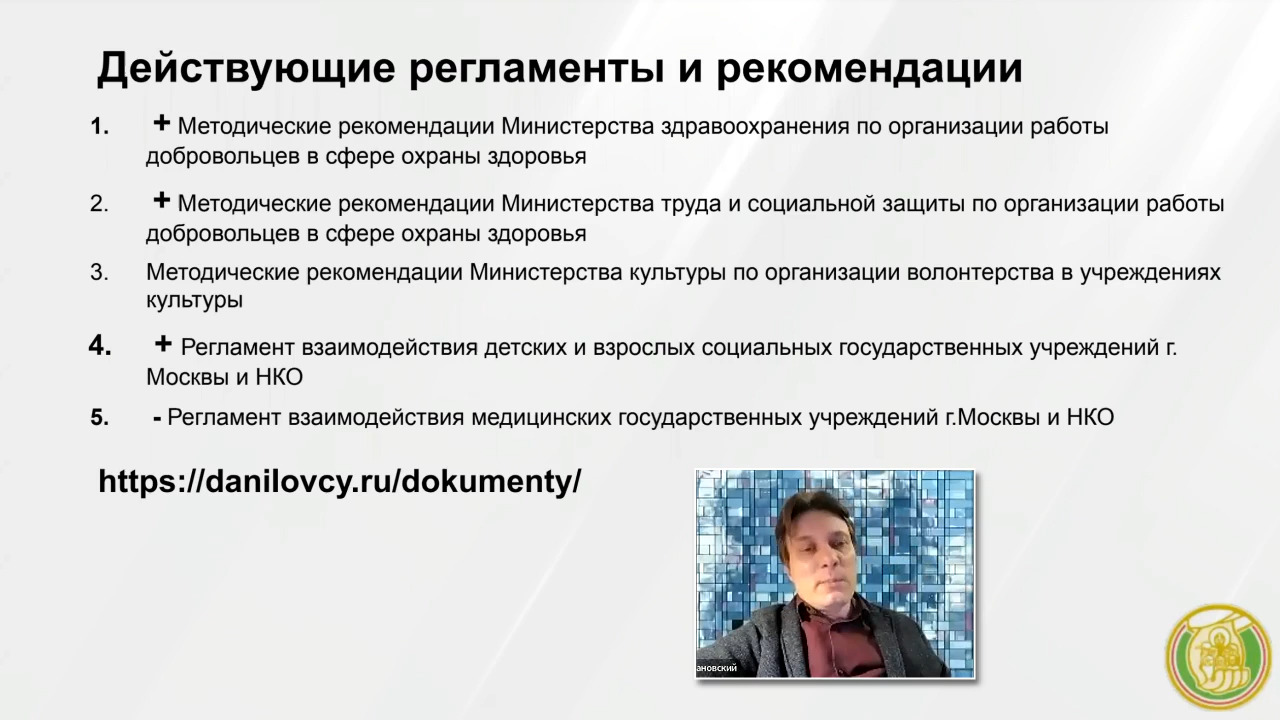 Действующие регламенты и рекомендации
1. + Методические рекомендации Министерства здравоохранения по организации работы
добровольцев в сфере охраны здоровья
2. + Методические рекомендации Министерства труда и социальной защиты по организации работы
добровольцев в сфере охраны здоровья
3. Методические рекомендации Министерства культуры по организации волонтерства в учреждениях
культуры
4. + Регламент взаимодействия детских и взрослых социальных государственных учреждений г.
Москвы и НКО
5. - Регламент взаимодействия медицинских государственных учреждений г.Москвы и НКО
https://danilovcy.ru/dokumenty/
ановский